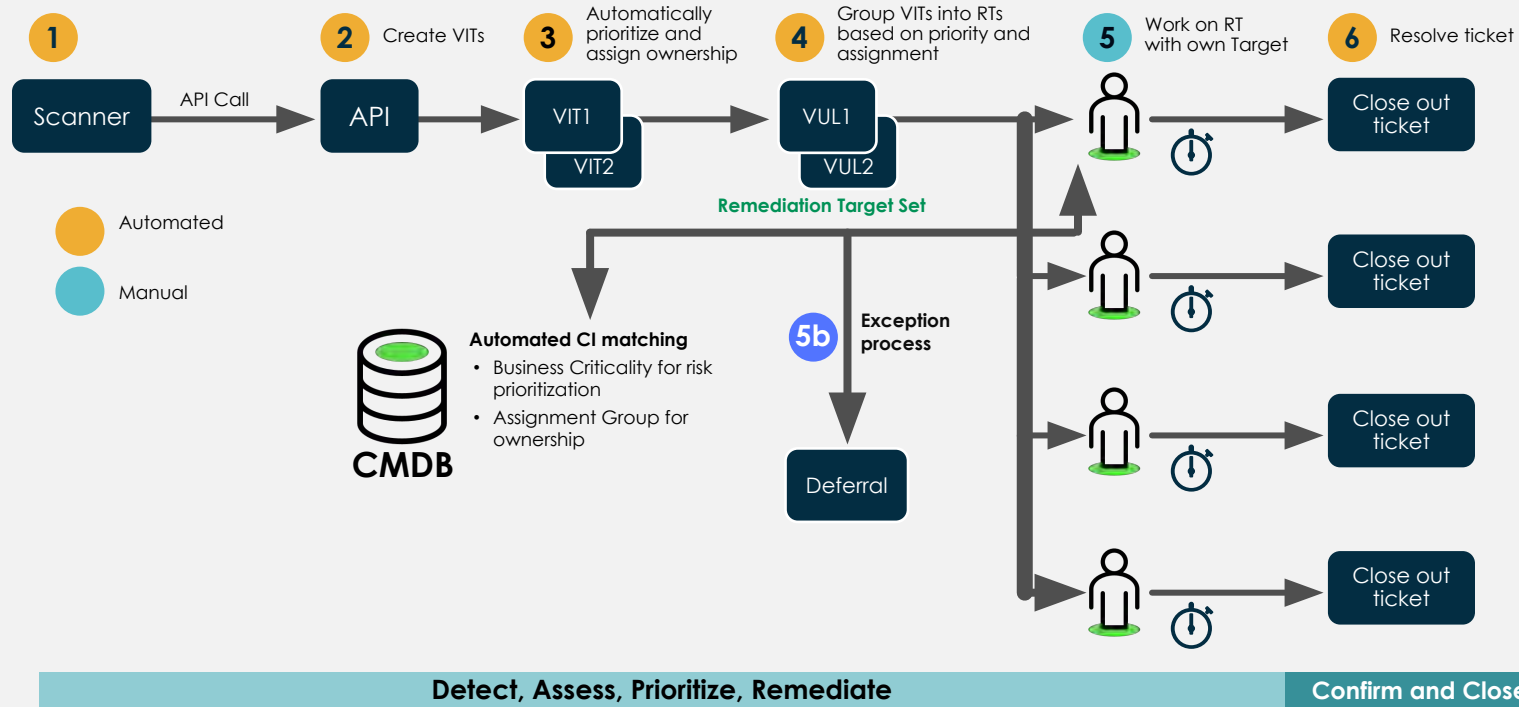 1
2
Create VITs
3
Automatically
prioritize and
assign ownership
4
Group VITs into RTs
based on priority and
assignment
5
Work on RT
with own Target
6
Resolve ticket
Scanner
API Call
API
VIT1
VIT2
VUL1
VUL2
Close out
ticket
Remediation Target Set
Automated
Manual
Close out
ticket
CMDB
Automated CI matching
• Business Criticality for risk
prioritization
• Assignment Group for
ownership
5b
Exception
process
Deferral
Close out
ticket
Close out
ticket
Detect, Assess, Prioritize, Remediate
Confirm and Close